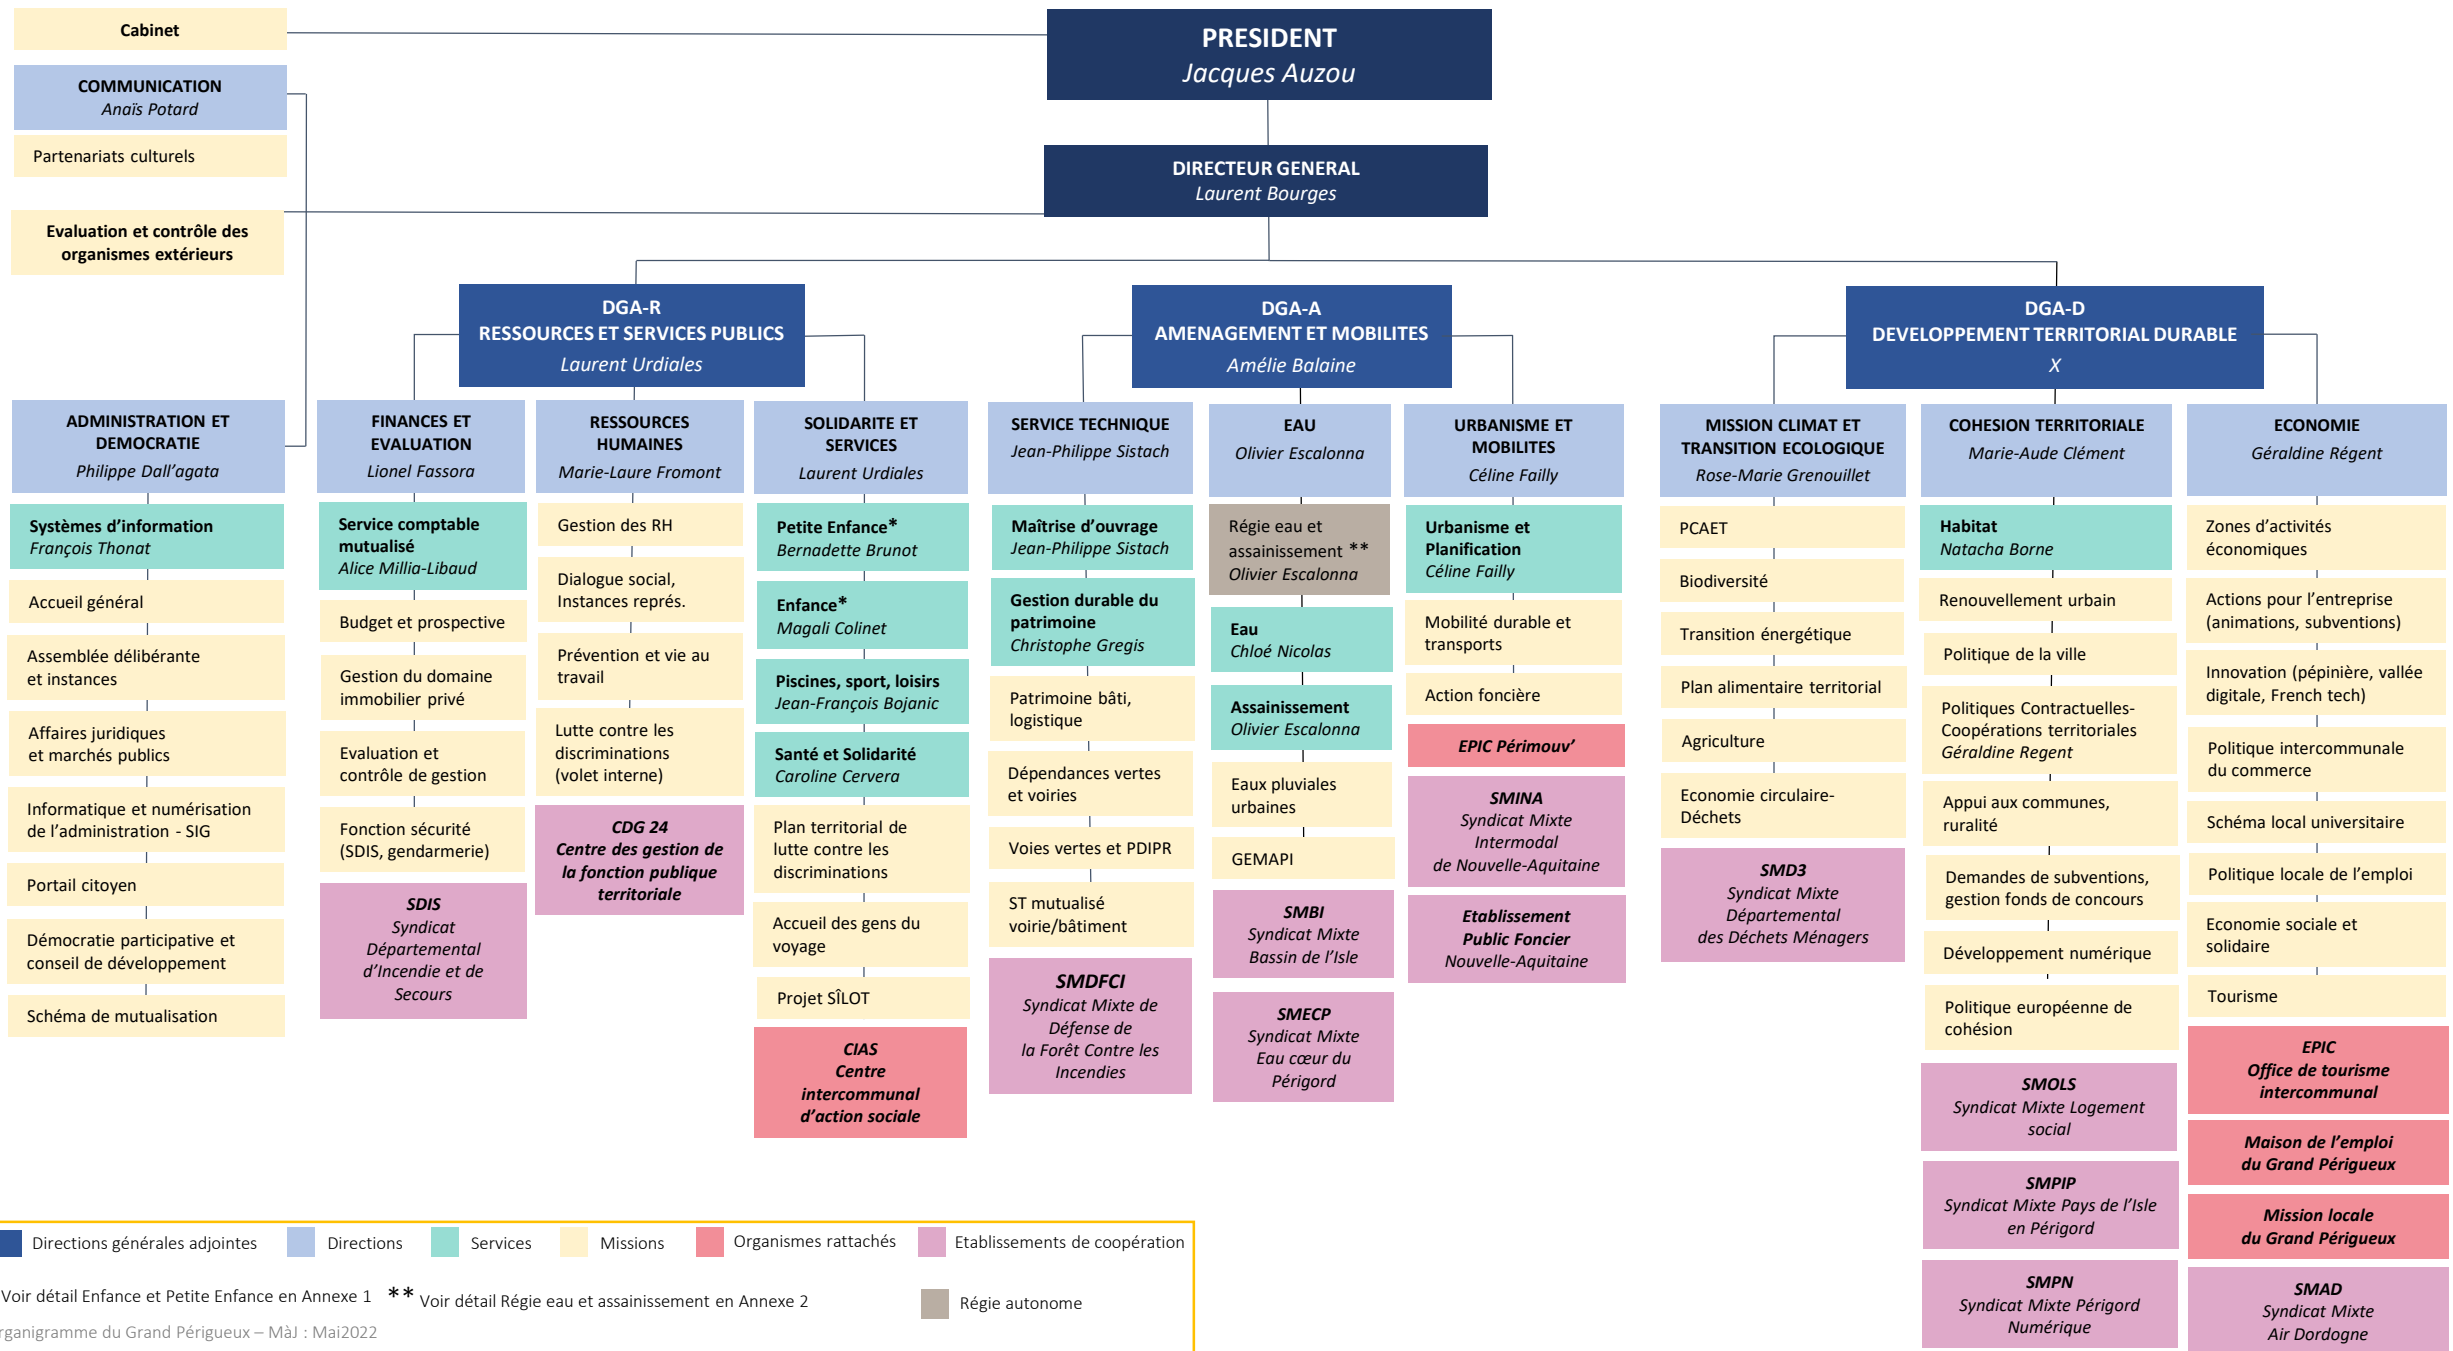 Cabinet
COMMUNICATION
Anaïs Potard
Partenariats culturels
Evaluation et contrôle des
organismes extérieurs
PRESIDENT
Jacques Auzou
DIRECTEUR GENERAL
Laurent Bourges
DGA-R
RESSOURCES ET SERVICES PUBLICS
Laurent Urdiales
DGA-A
AMENAGEMENT ET MOBILITES
Amélie Balaine
DGA-D
DEVELOPPEMENT TERRITORIAL DURABLE
X
ADMINISTRATION ET
DEMOCRATIE
Philippe Dall’agata
Systèmes d’information
François Thonat
Accueil général
Assemblée délibérante
et instances
Affaires juridiques
et marchés publics
Informatique et numérisation
de l’administration - SIG
Portail citoyen
Démocratie participative et
conseil de développement
Schéma de mutualisation
FINANCES ET
EVALUATION
Lionel Fassora
Service comptable
mutualisé
Alice Millia-Libaud
Budget et prospective
Gestion du domaine
immobilier privé
Evaluation et
contrôle de gestion
Fonction sécurité
(SDIS, gendarmerie)
SDIS
Syndicat
Départemental
d’Incendie et de
Secours
RESSOURCES
HUMAINES
Marie-Laure Fromont
Gestion des RH
Dialogue social,
Instances représ.
Prévention et vie au
travail
Lutte contre les
discriminations
(volet interne)
CDG 24
Centre des gestion de
la fonction publique
territoriale
SOLIDARITE ET
SERVICES
Laurent Urdiales
Petite Enfance*
Bernadette Brunot
Enfance*
Magali Colinet
Piscines, sport, loisirs
Jean-François Bojanic
Santé et Solidarité
Caroline Cervera
Plan territorial de
lutte contre les
discriminations
Accueil des gens du
voyage
Projet SÎLOT
CIAS
Centre
intercommunal
d’action sociale
SERVICE TECHNIQUE
Jean-Philippe Sistach
Maîtrise d’ouvrage
Jean-Philippe Sistach
Gestion durable du
patrimoine
Christophe Gregis
Patrimoine bâti,
logistique
Dépendances vertes
et voiries
Voies vertes et PDIPR
ST mutualisé
voirie/bâtiment
SMDFCI
Syndicat Mixte de
Défense de
la Forêt Contre les
Incendies
EAU
Olivier Escalonna
Régie eau et
assainissement **
Olivier Escalonna
Eau
Chloé Nicolas
Assainissement
Olivier Escalonna
Eaux pluviales
urbaines
GEMAPI
SMBI
Syndicat Mixte
Bassin de l’Isle
SMECP
Syndicat Mixte
Eau cœur du
Périgord
URBANISME ET
MOBILITES
Céline Failly
Urbanisme et
Planification
Céline Failly
Mobilité durable et
transports
Action foncière
EPIC Périmouv’
SMINA
Syndicat Mixte
Intermodal
de Nouvelle-Aquitaine
Etablissement
Public Foncier
Nouvelle-Aquitaine
MISSION CLIMAT ET
TRANSITION ECOLOGIQUE
Rose-Marie Grenouillet
PCAET
Biodiversité
Transition énergétique
Plan alimentaire territorial
Agriculture
Economie circulaire-
Déchets
SMD3
Syndicat Mixte
Départemental
des Déchets Ménagers
COHESION TERRITORIALE
Marie-Aude Clément
Habitat
Natacha Borne
Renouvellement urbain
Politique de la ville
Politiques Contractuelles-
Coopérations territoriales
Géraldine Regent
Appui aux communes,
ruralité
Demandes de subventions,
gestion fonds de concours
Développement numérique
Politique européenne de
cohésion
SMOLS
Syndicat Mixte Logement
social
SMPIP
Syndicat Mixte Pays de l’Isle
en Périgord
SMPN
Syndicat Mixte Périgord
Numérique
ECONOMIE
Géraldine Régent
Zones d’activités
économiques
Actions pour l’entreprise
(animations, subventions)
Innovation (pépinière, vallée
digitale, French tech)
Politique intercommunale
du commerce
Schéma local universitaire
Politique locale de l’emploi
Economie sociale et
solidaire
Tourisme
EPIC
Office de tourisme
intercommunal
Maison de l’emploi
du Grand Périgueux
Mission locale
du Grand Périgueux
SMAD
Syndicat Mixte
Air Dordogne
Directions générales adjointes
Directions
Services
Missions
Organismes rattachés
Etablissements de coopération
Voir détail Enfance et Petite Enfance en Annexe 1
** Voir détail Régie eau et assainissement en Annexe 2
Régie autonome
rganigramme du Grand Périgueux – MàJ : Mai2022